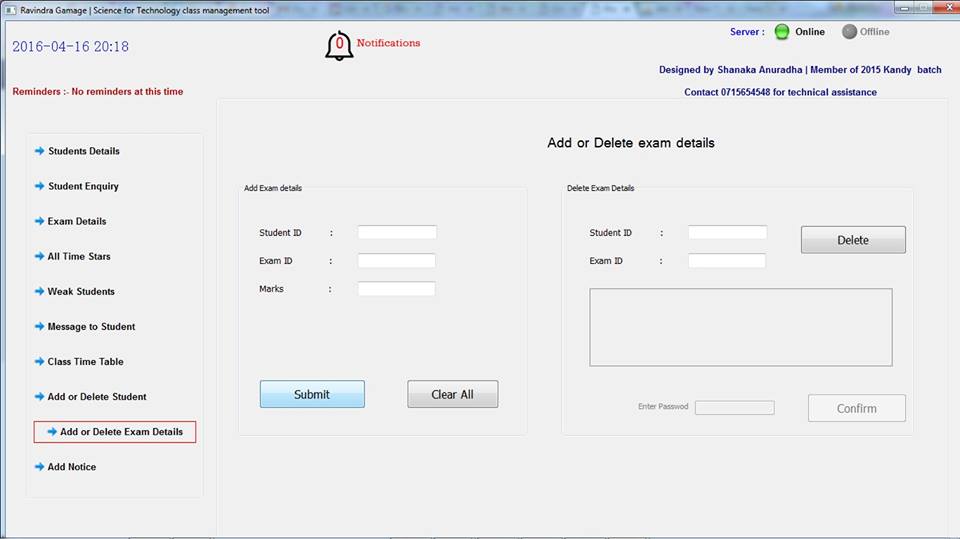 Ravindra Gamage | Science for Technology class management tool
2016-04-16 20:18
0
Notifications
Server :
Online
Offline
Designed by Shanaka Anuradha | Member of 2015 Kandy batch
Reminders :- No reminders at this time
Contact 0715654548 for technical assistance
Students Details
Student Enquiry
Exam Details
All Time Stars
Weak Students
Message to Student
Class Time Table
Add or Delete Student
Add or Delete Exam Details
Add Notice
Add or Delete exam details
Add Exam details
Student ID :
Exam ID :
Marks :
Submit
Clear All
Delete Exam Details
Student ID :
Exam ID :
Delete
Enter Passwod
Confirm